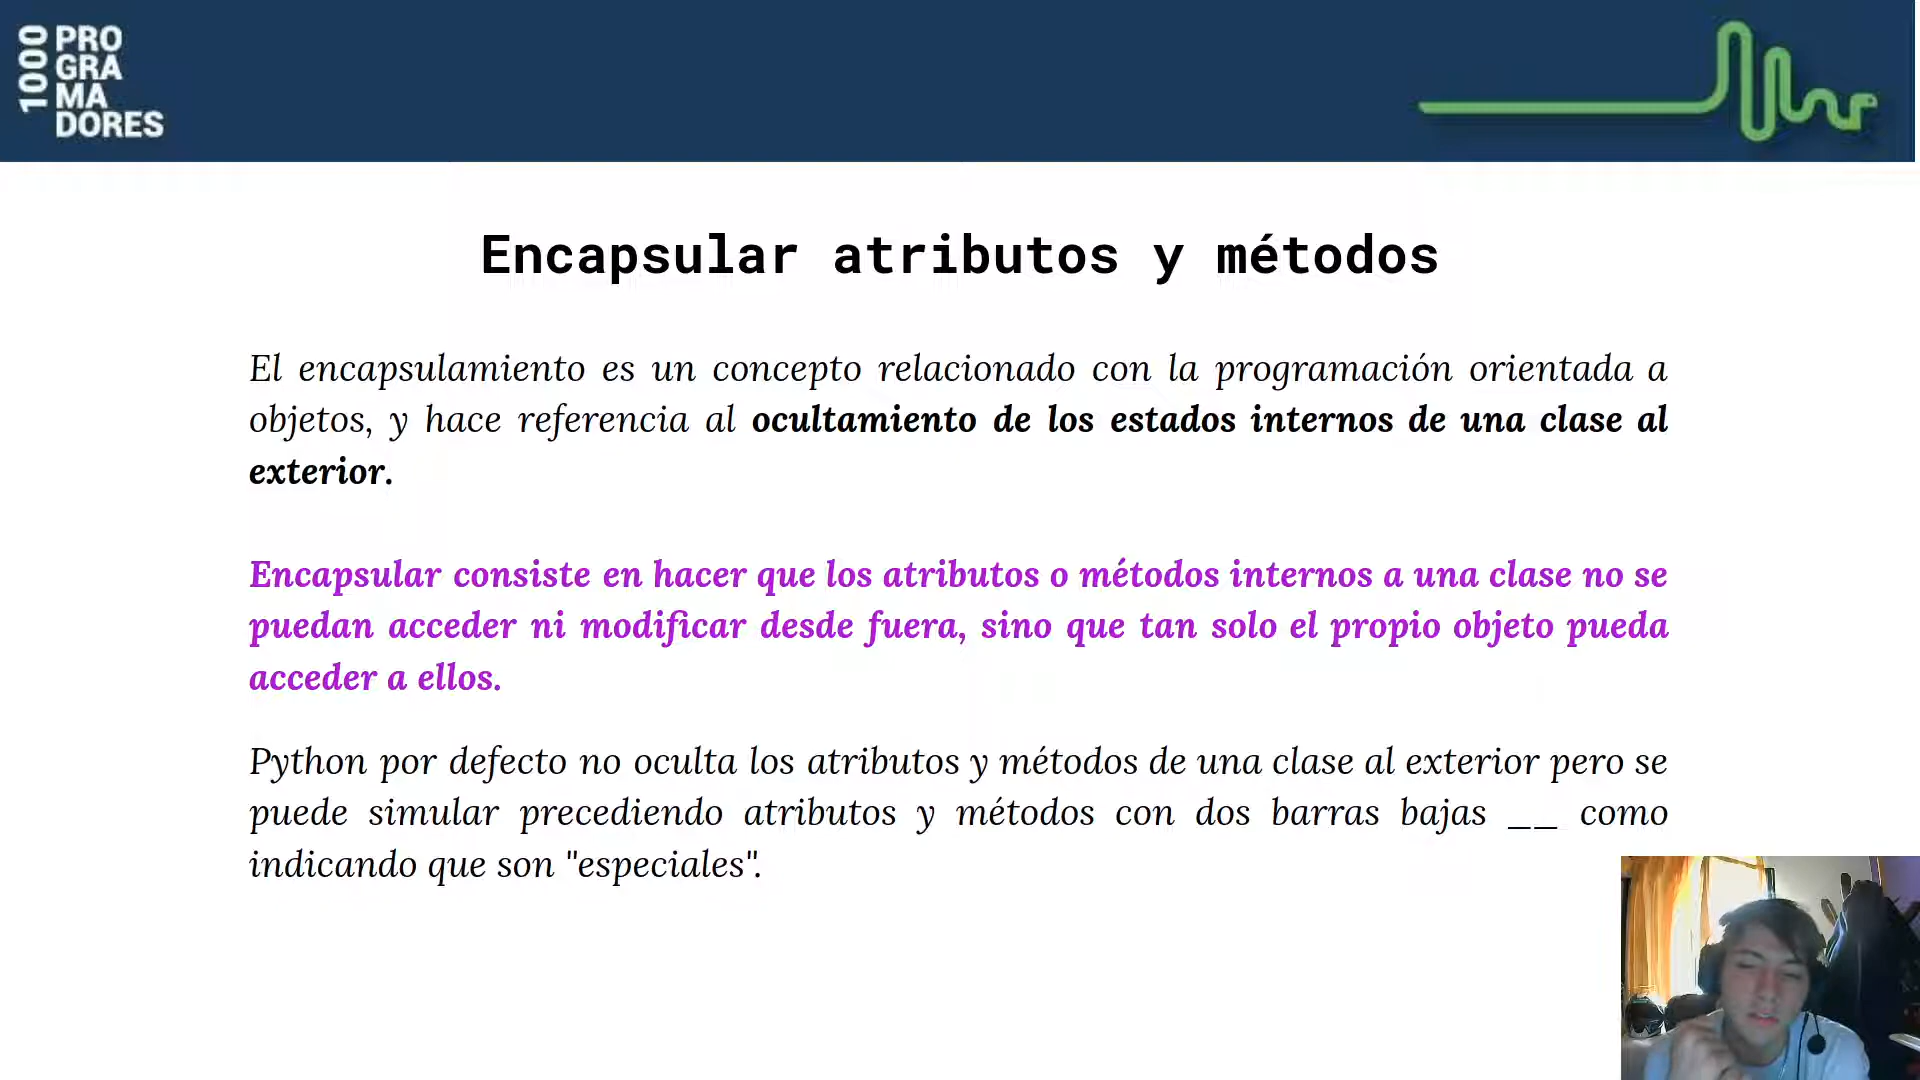 1000
PRO
GRA
MA
DORES
Encapsular atributos y métodos
El encapsulamiento es un concepto relacionado con la programación orientada a
objetos, y hace referencia al ocultamiento de los estados internos de una clase al
exterior.
Encapsular consiste en hacer que los atributos o métodos internos a una clase no se
puedan acceder ni modificar desde fuera, sino que tan solo el propio objeto pueda
acceder a ellos.
Python por defecto no oculta los atributos y métodos de una clase al exterior pero se
puede simular precediendo atributos y métodos con dos barras bajas __ como
indicando que son "especiales".